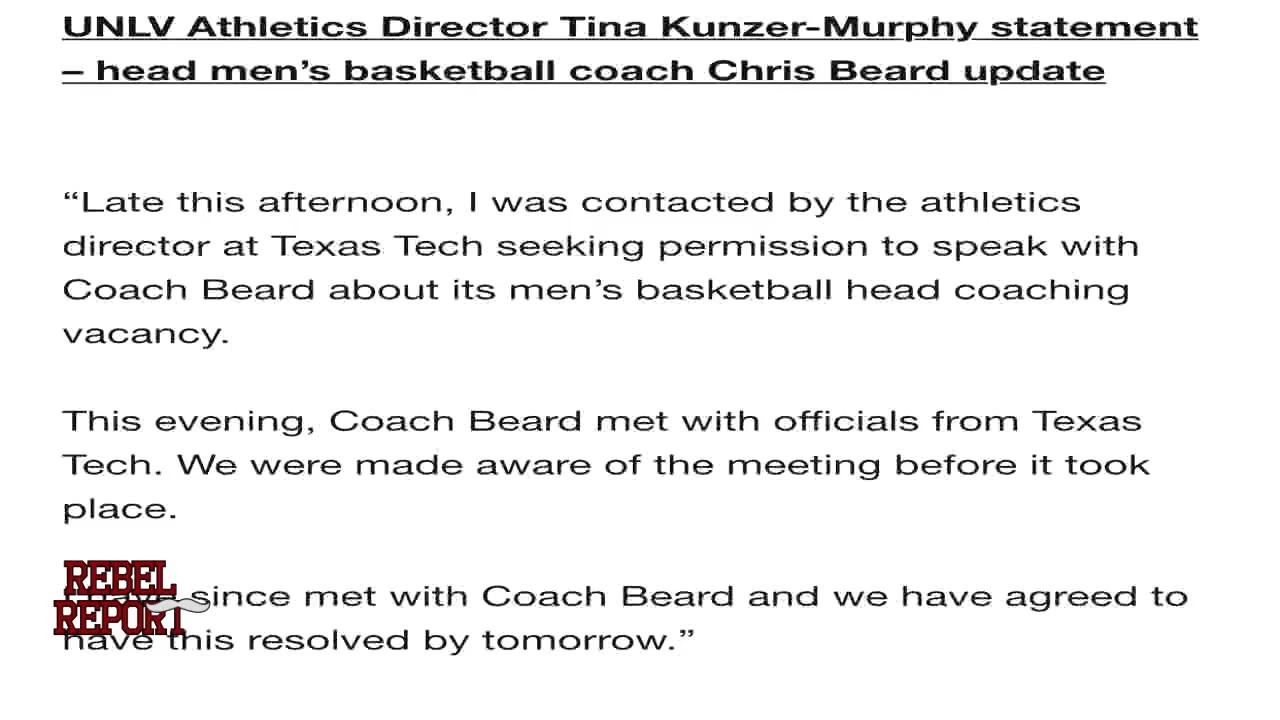 UNLV Athletics Director Tina Kunzer-Murphy statement
– head men’s basketball coach Chris Beard update
“Late this afternoon, I was contacted by the athletics
director at Texas Tech seeking permission to speak with
Coach Beard about its men’s basketball head coaching
vacancy.
This evening, Coach Beard met with officials from Texas
Tech. We were made aware of the meeting before it took
place.
since met with Coach Beard and we have agreed to
have this resolved by tomorrow.”
REBEL
REPORT